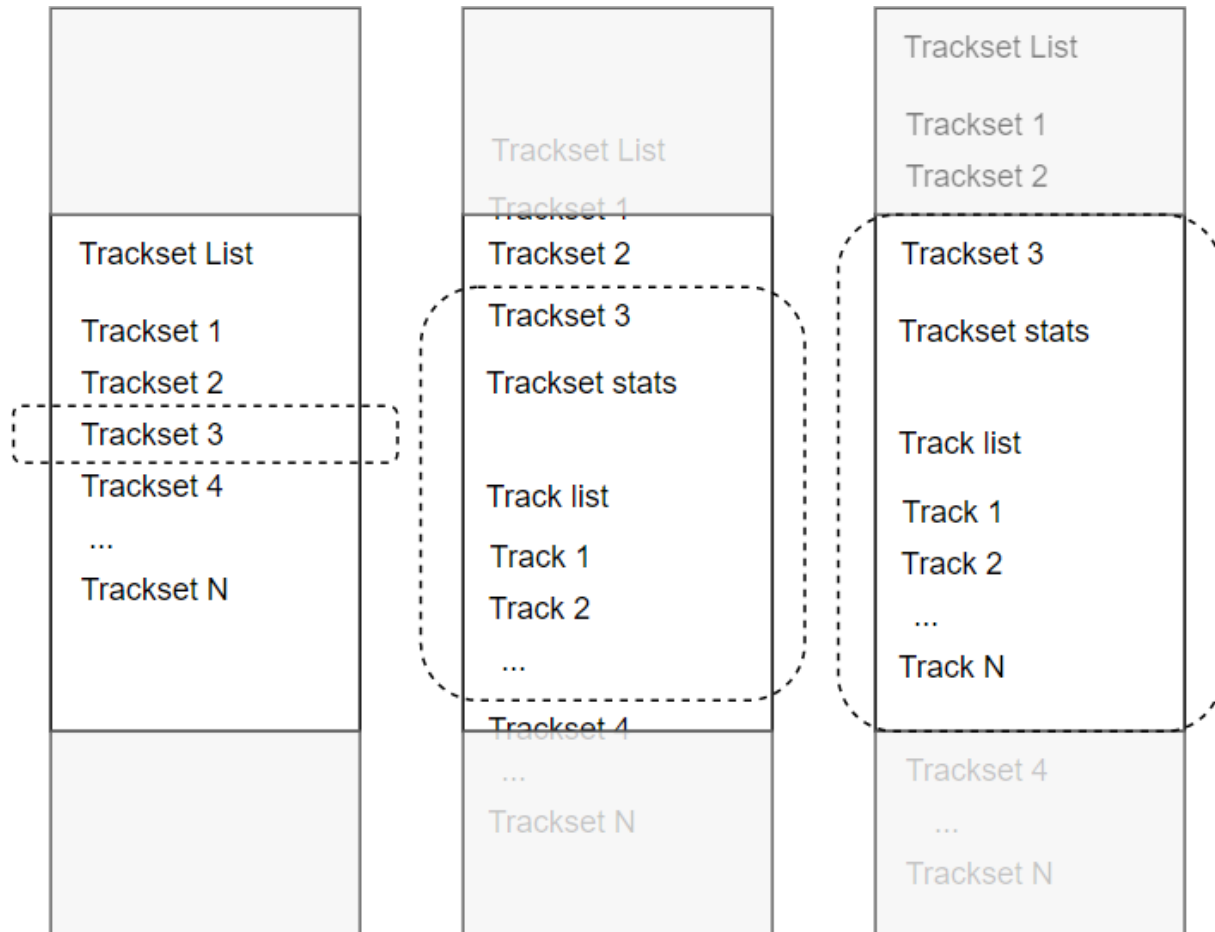 Trackset List
Trackset 1
Trackset 2
Trackset 3
Trackset 4
...
Trackset N
Trackset List
Trackset 1
Trackset 2
Trackset 3
Trackset stats
Track list
Track 1
Track 2
...
Trackset 4
...
Trackset N
Trackset List
Trackset 1
Trackset 2
Trackset 3
Trackset stats
Track list
Track 1
Track 2
...
Track N
Trackset 4
...
Trackset N